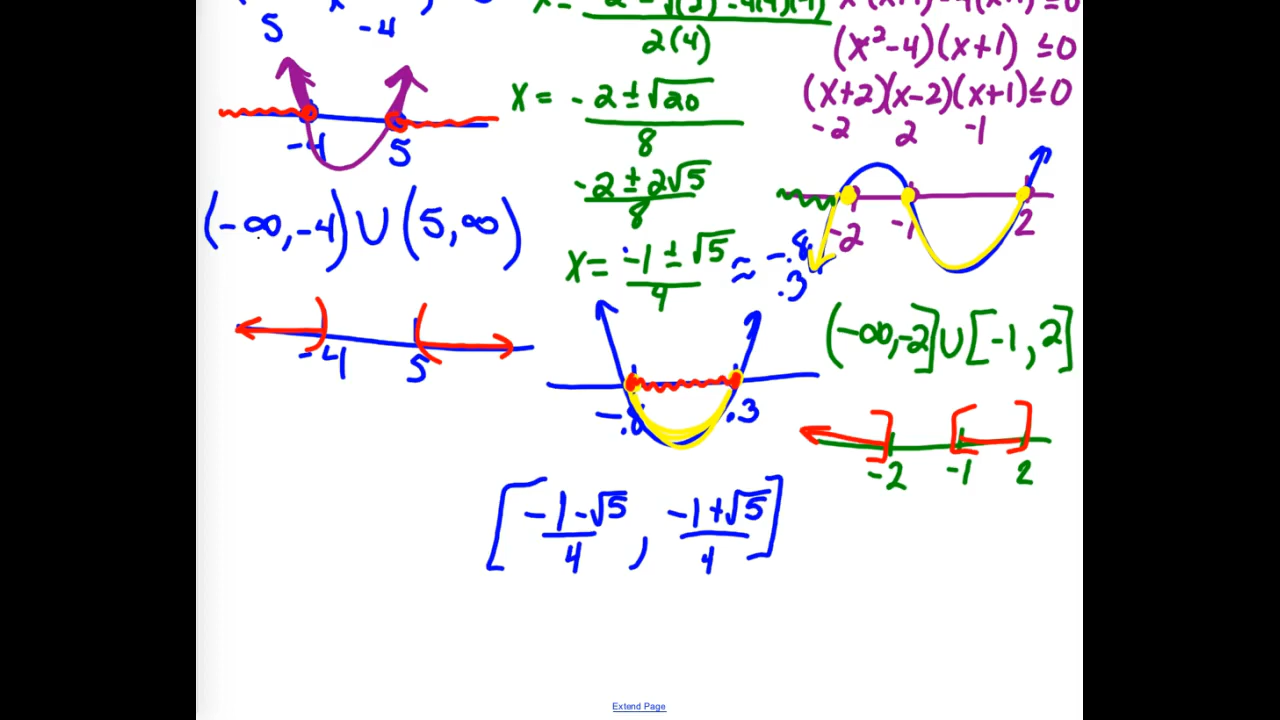 5 -4
-4 5
(-∞, -4) ∪ (5, ∞)
-4 5
2(4)
x = -2 ± √20
8
-2 ± 2√5
8
x = -1 ± √5 ≈ -.8
4 .3
-.8 .3
[ -1-√5 , -1+√5 ]
4 4
(x²-4)(x+1) ≤0
(x+2)(x-2)(x+1)≤0
-2 2 -1
-2 -1 2
(-∞,-2]∪[-1, 2]
-2 -1 2
Extend Page